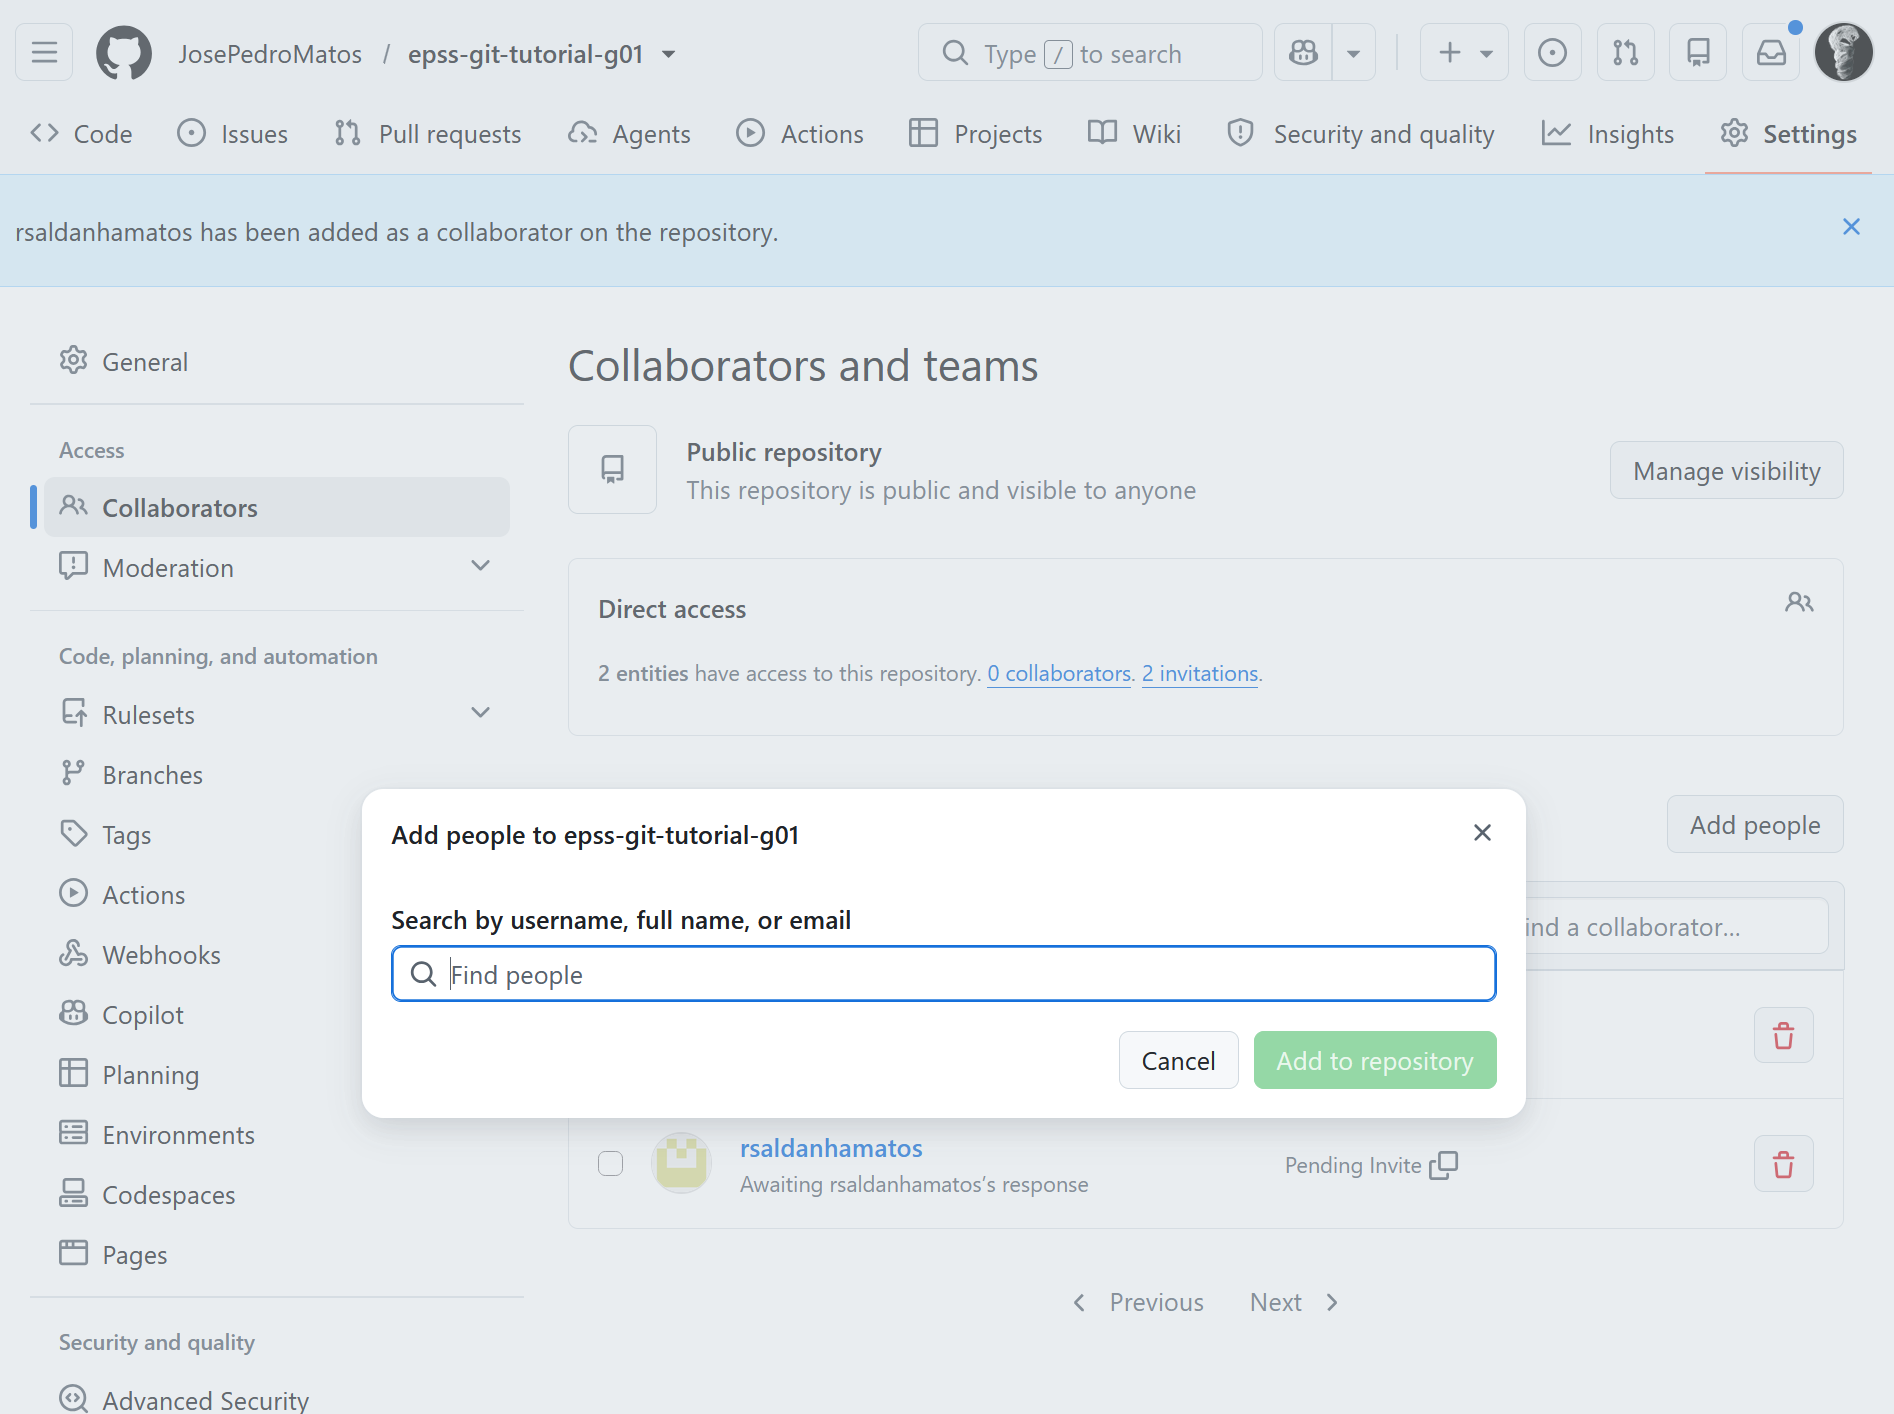 JosePedroMatos / epss-git-tutorial-g01
Type / to search
Code
Issues
Pull requests
Agents
Actions
Projects
Wiki
Security and quality
Insights
Settings
rsaldanhamatos has been added as a collaborator on the repository.
General
Access
Collaborators
Moderation
Code, planning, and automation
Rulesets
Branches
Tags
Actions
Webhooks
Copilot
Planning
Environments
Codespaces
Pages
Security and quality
Advanced Security
Collaborators and teams
Public repository
This repository is public and visible to anyone
Manage visibility
Direct access
2 entities have access to this repository. 0 collaborators. 2 invitations.
Add people
Add people to epss-git-tutorial-g01
Search by username, full name, or email
Find people
Cancel
Add to repository
ind a collaborator...
rsaldanhamatos
Awaiting rsaldanhamatos’s response
Pending Invite
Previous
Next